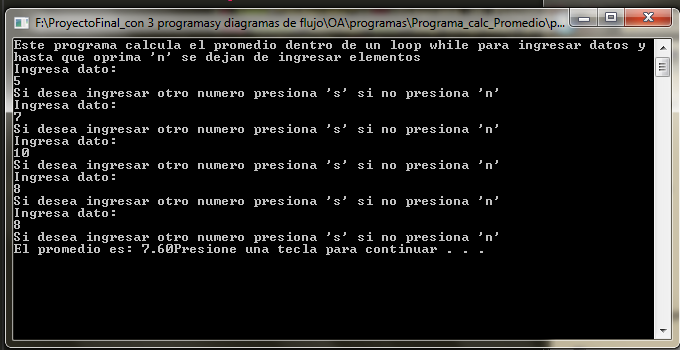 F:\ProyectoFinal_con 3 programasy diagramas de flujo\OA\programas\Programa_calc_Promedio\p...
Este programa calcula el promedio dentro de un loop while para ingresar datos y
hasta que oprima 'n' se dejan de ingresar elementos
Ingresa dato:
5
Si desea ingresar otro numero presiona 's' si no presiona 'n'
Ingresa dato:
7
Si desea ingresar otro numero presiona 's' si no presiona 'n'
Ingresa dato:
10
Si desea ingresar otro numero presiona 's' si no presiona 'n'
Ingresa dato:
8
Si desea ingresar otro numero presiona 's' si no presiona 'n'
Ingresa dato:
8
Si desea ingresar otro numero presiona 's' si no presiona 'n'
El promedio es: 7.60Presione una tecla para continuar . . .